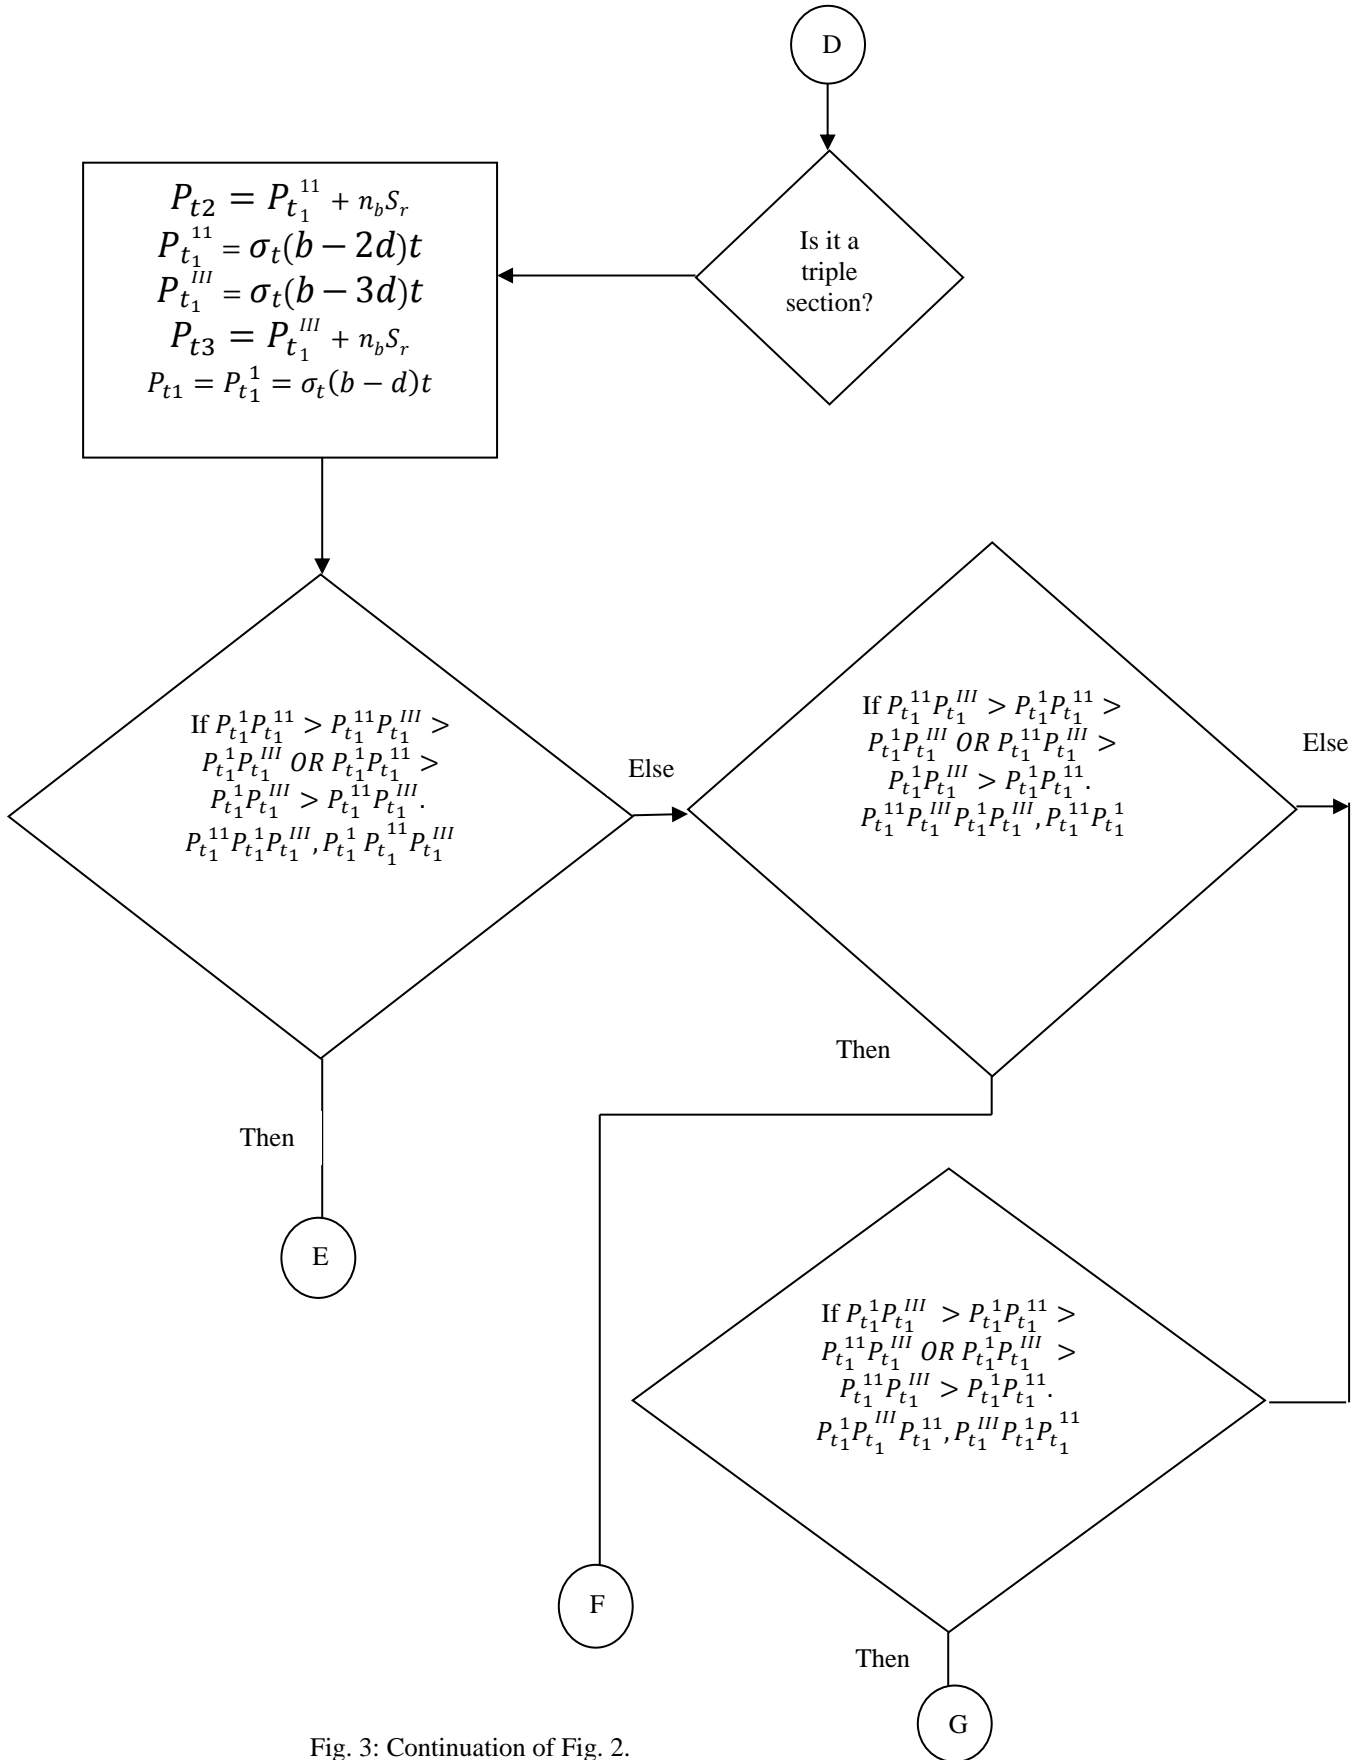 D
Is it a
triple
section?
P_{t2} = P_{t_1}^{11} + n_bS_r
P_{t_1}^{11} = σ_t(b − 2d)t
P_{t_1}^{III} = σ_t(b − 3d)t
P_{t3} = P_{t_1}^{III} + n_bS_r
P_{t1} = P_{t_1}^{1} = σ_t(b − d)t
If P_{t_1}^{1}P_{t_1}^{11} > P_{t_1}^{11}P_{t_1}^{III} >
P_{t_1}^{1}P_{t_1}^{III} OR P_{t_1}^{1}P_{t_1}^{11} >
P_{t_1}^{1}P_{t_1}^{III} > P_{t_1}^{11}P_{t_1}^{III}.
P_{t_1}^{11}P_{t_1}^{1}P_{t_1}^{III}, P_{t_1}^{1} P_{t_1}^{11}P_{t_1}^{III}
Else
If P_{t_1}^{11}P_{t_1}^{III} > P_{t_1}^{1}P_{t_1}^{11} >
P_{t_1}^{1}P_{t_1}^{III} OR P_{t_1}^{11}P_{t_1}^{III} >
P_{t_1}^{1}P_{t_1}^{III} > P_{t_1}^{1}P_{t_1}^{11}.
P_{t_1}^{11}P_{t_1}^{III}P_{t_1}^{1}P_{t_1}^{III}, P_{t_1}^{11}P_{t_1}^{1}
Else
Then
Then
E
If P_{t_1}^{1}P_{t_1}^{III} > P_{t_1}^{1}P_{t_1}^{11} >
P_{t_1}^{11}P_{t_1}^{III} OR P_{t_1}^{1}P_{t_1}^{III} >
P_{t_1}^{11}P_{t_1}^{III} > P_{t_1}^{1}P_{t_1}^{11}.
P_{t_1}^{1}P_{t_1}^{III}P_{t_1}^{11}, P_{t_1}^{III}P_{t_1}^{1}P_{t_1}^{11}
F
Then
G
Fig. 3: Continuation of Fig. 2.